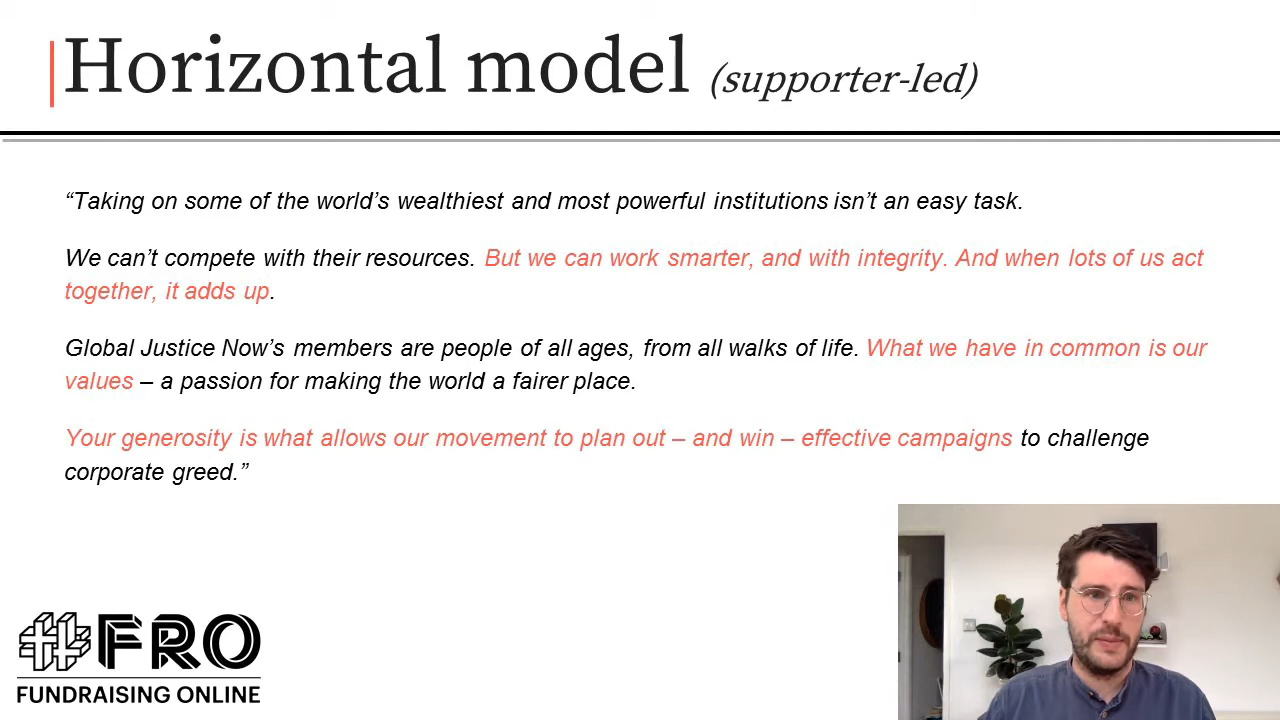 Horizontal model (supporter-led)
“Taking on some of the world’s wealthiest and most powerful institutions isn’t an easy task.
We can’t compete with their resources. But we can work smarter, and with integrity. And when lots of us act
together, it adds up.
Global Justice Now’s members are people of all ages, from all walks of life. What we have in common is our
values – a passion for making the world a fairer place.
Your generosity is what allows our movement to plan out – and win – effective campaigns to challenge
corporate greed.”
#FRO
FUNDRAISING ONLINE